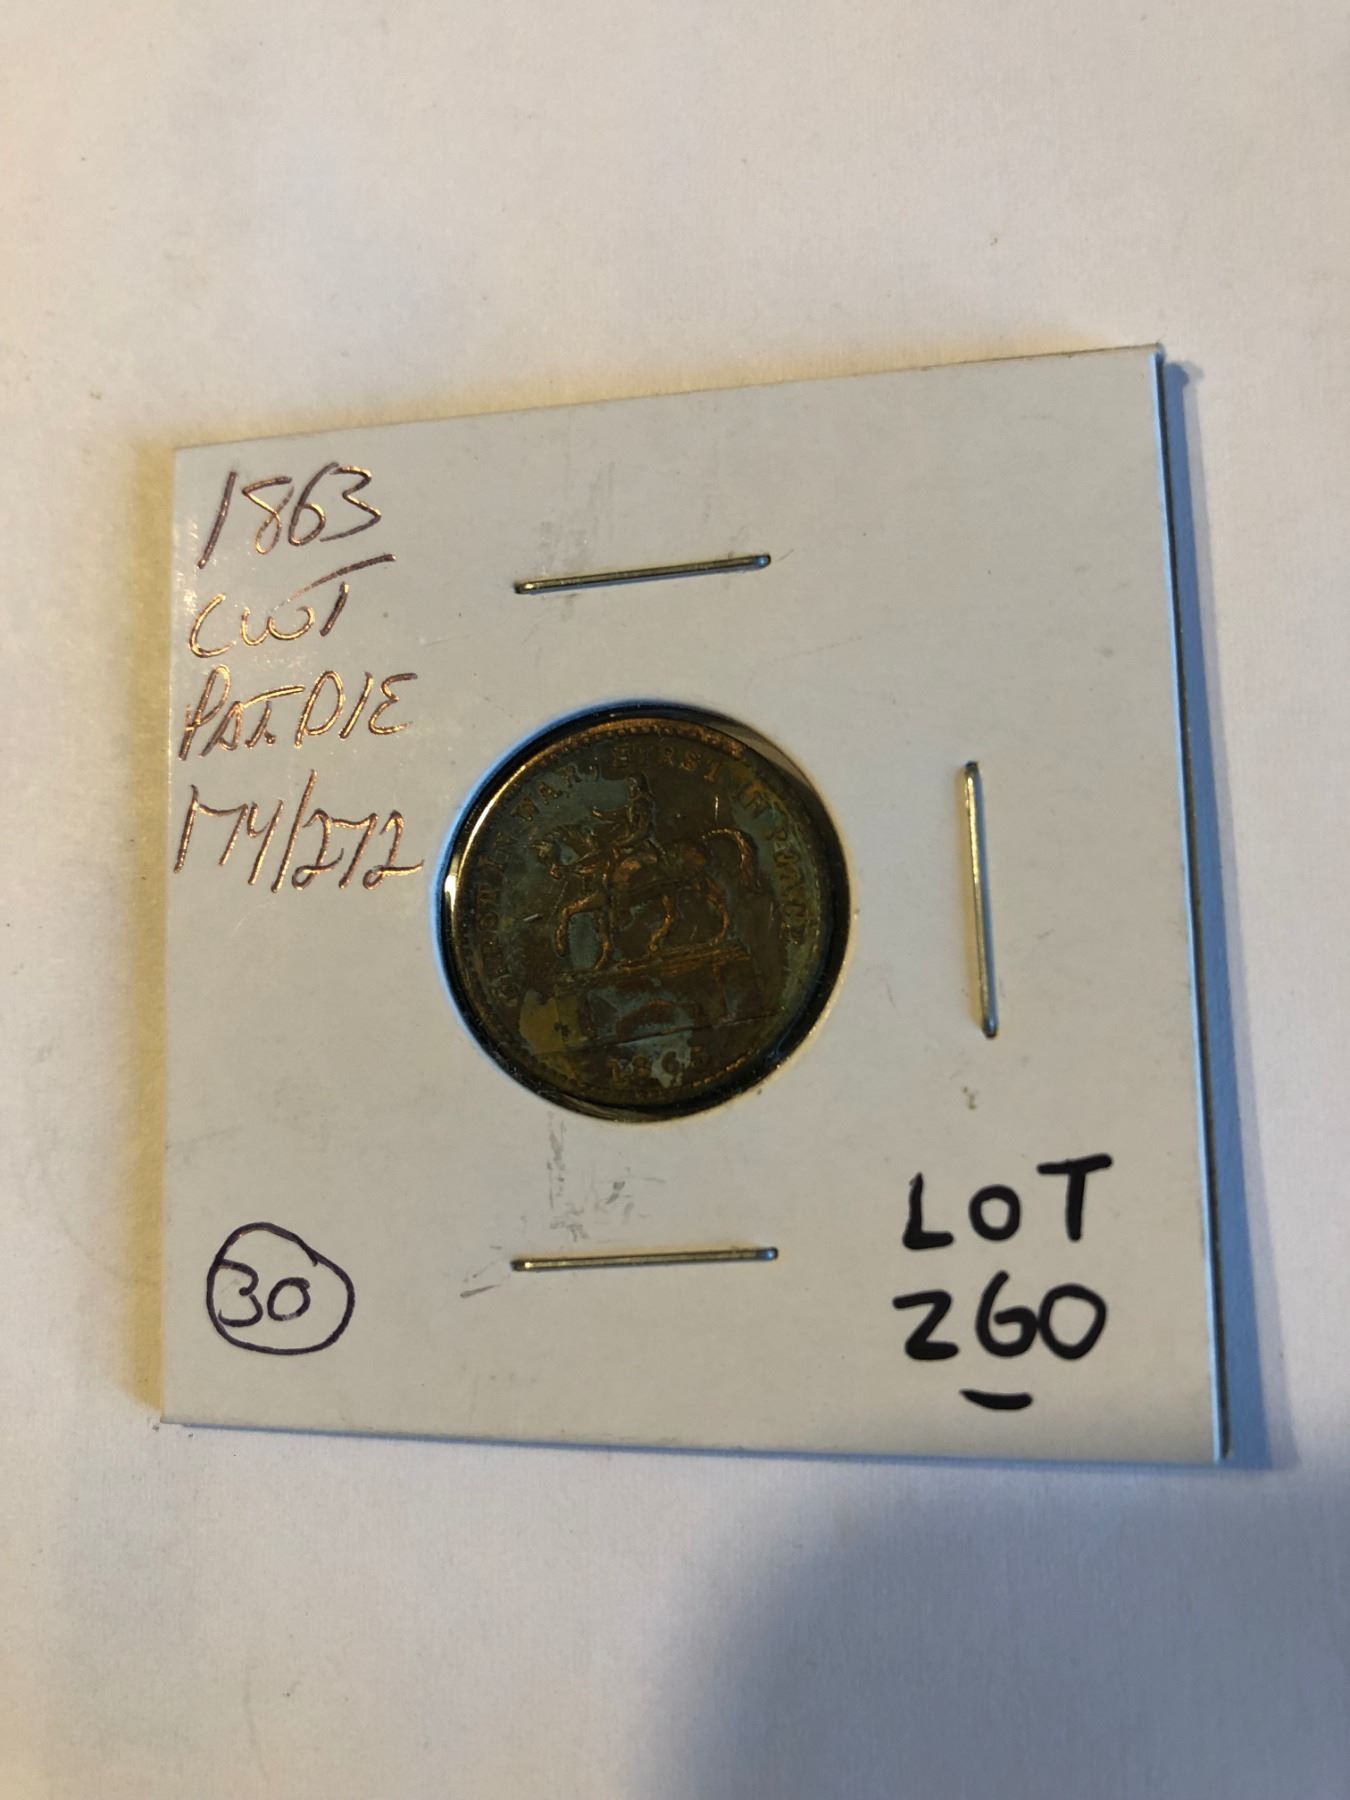 1863
CWT
PAT. DIE
174/272
FIRST IN WAR, FIRST IN PEACE
1863
30
LOT
260